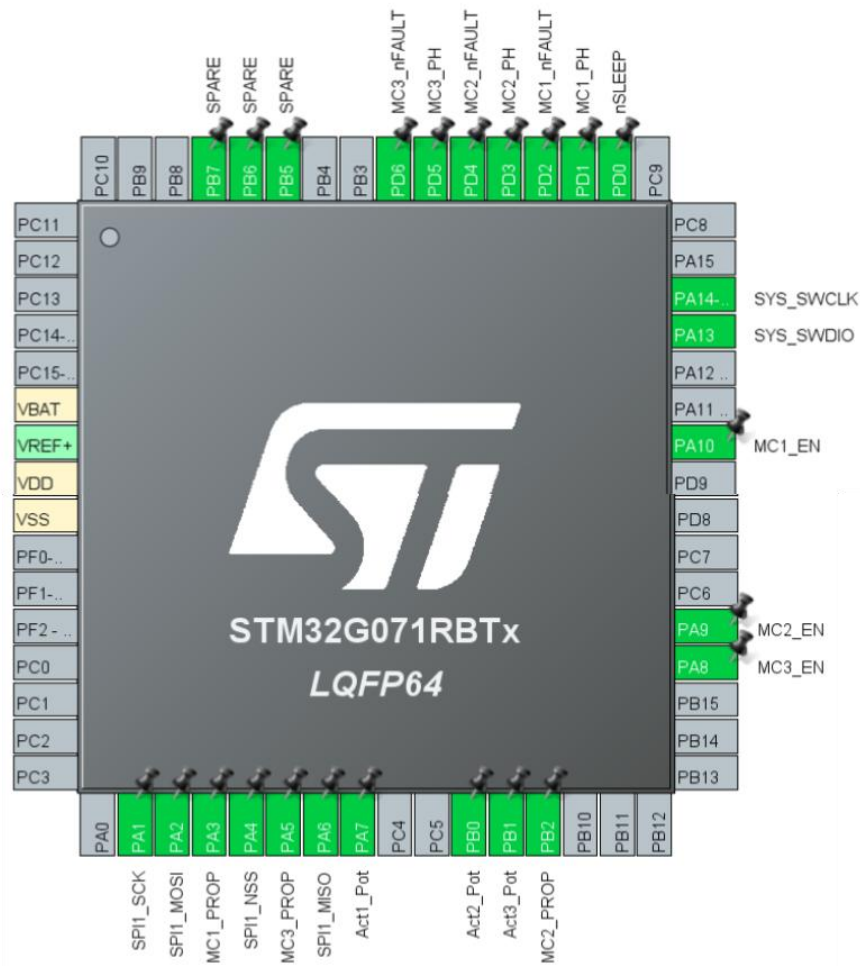 SPARE
SPARE
SPARE
MC3_nFAULT
MC3_PH
MC2_nFAULT
MC2_PH
MC1_nFAULT
MC1_PH
nSLEEP
PC10
PB9
PB8
PB7
PB6
PB5
PB4
PB3
PD6
PD5
PD4
PD3
PD2
PD1
PD0
PC9
PC11
PC12
PC13
PC14-..
PC15-..
VBAT
VREF+
VDD
VSS
PF0-..
PF1-..
PF2 - ..
PC0
PC1
PC2
PC3
STM32G071RBTx
LQFP64
PC8
PA15
PA14-.. SYS_SWCLK
PA13 SYS_SWDIO
PA12 ..
PA11 ..
PA10 MC1_EN
PD9
PD8
PC7
PC6
PA9 MC2_EN
PA8 MC3_EN
PB15
PB14
PB13
PA0
PA1
PA2
PA3
PA4
PA5
PA6
PA7
PC4
PC5
PB0
PB1
PB2
PB10
PB11
PB12
SPI1_SCK
SPI1_MOSI
MC1_PROP
SPI1_NSS
MC3_PROP
SPI1_MISO
Act1_Pot
Act2_Pot
Act3_Pot
MC2_PROP